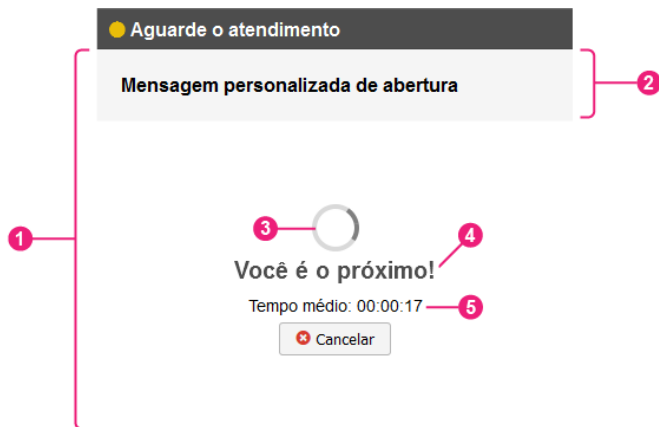 Aguarde o atendimento
Mensagem personalizada de abertura
2
1
3
4
Você é o próximo!
Tempo médio: 00:00:17
5
Cancelar